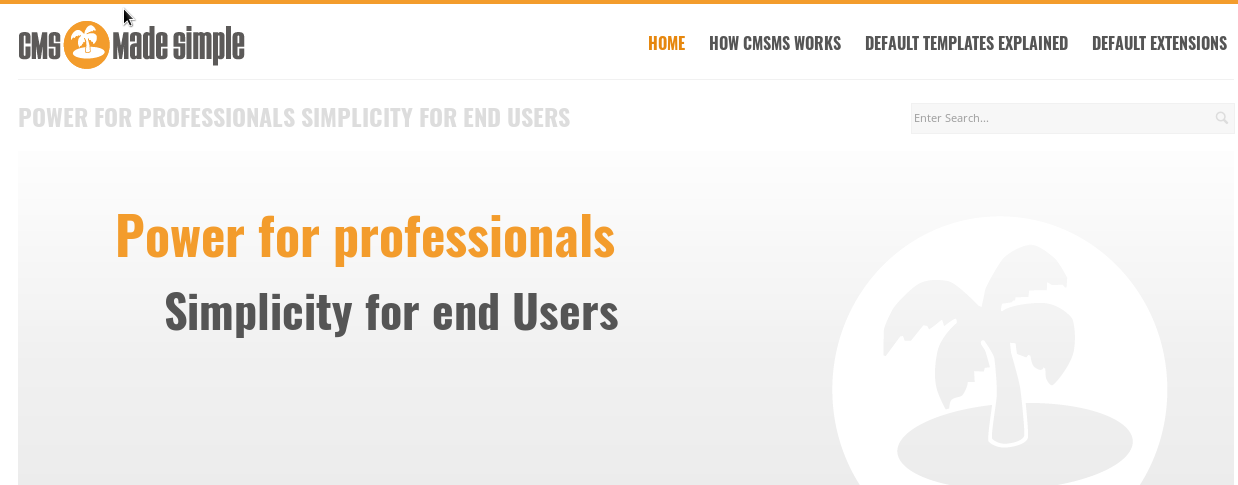 CMS Made Simple
HOME HOW CMSMS WORKS DEFAULT TEMPLATES EXPLAINED DEFAULT EXTENSIONS
POWER FOR PROFESSIONALS SIMPLICITY FOR END USERS
Enter Search...
Power for professionals
Simplicity for end Users